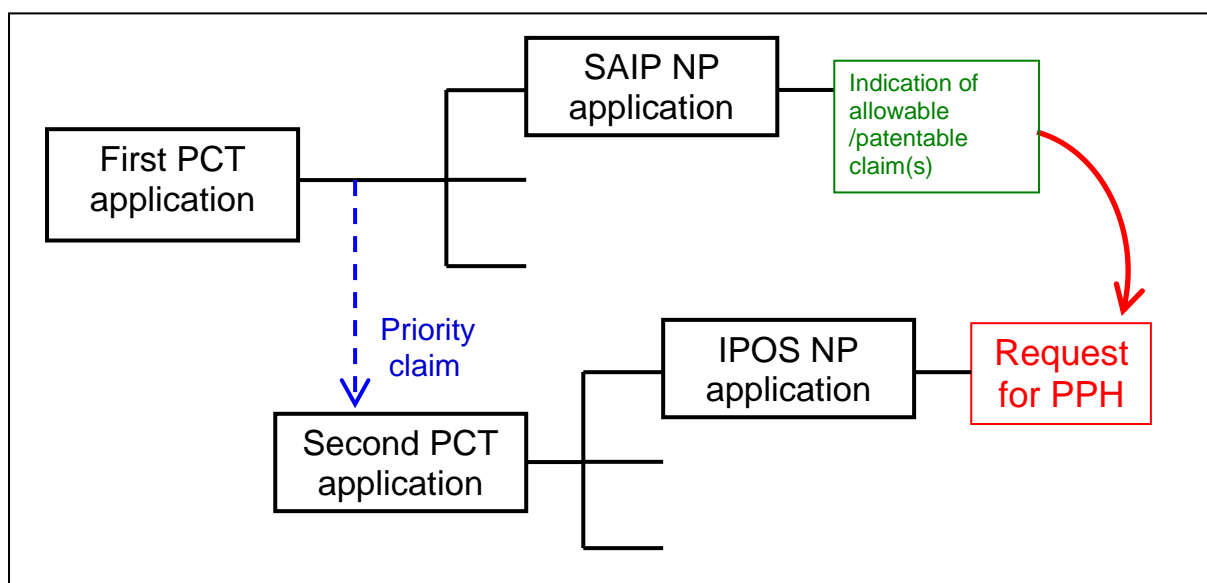 SAIP NP
application
Indication of
allowable
/patentable
claim(s)
First PCT
application
Priority
claim
IPOS NP
application
Request
for PPH
Second PCT
application